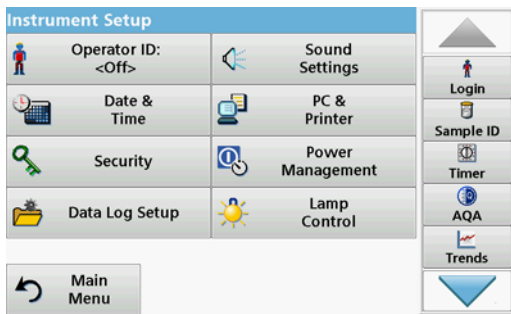 Instrument Setup
Operator ID:
<Off>
Sound
Settings
Date &
Time
PC &
Printer
Security
Power
Management
Data Log Setup
Lamp
Control
Main
Menu
Login
Sample ID
Timer
AQA
Trends